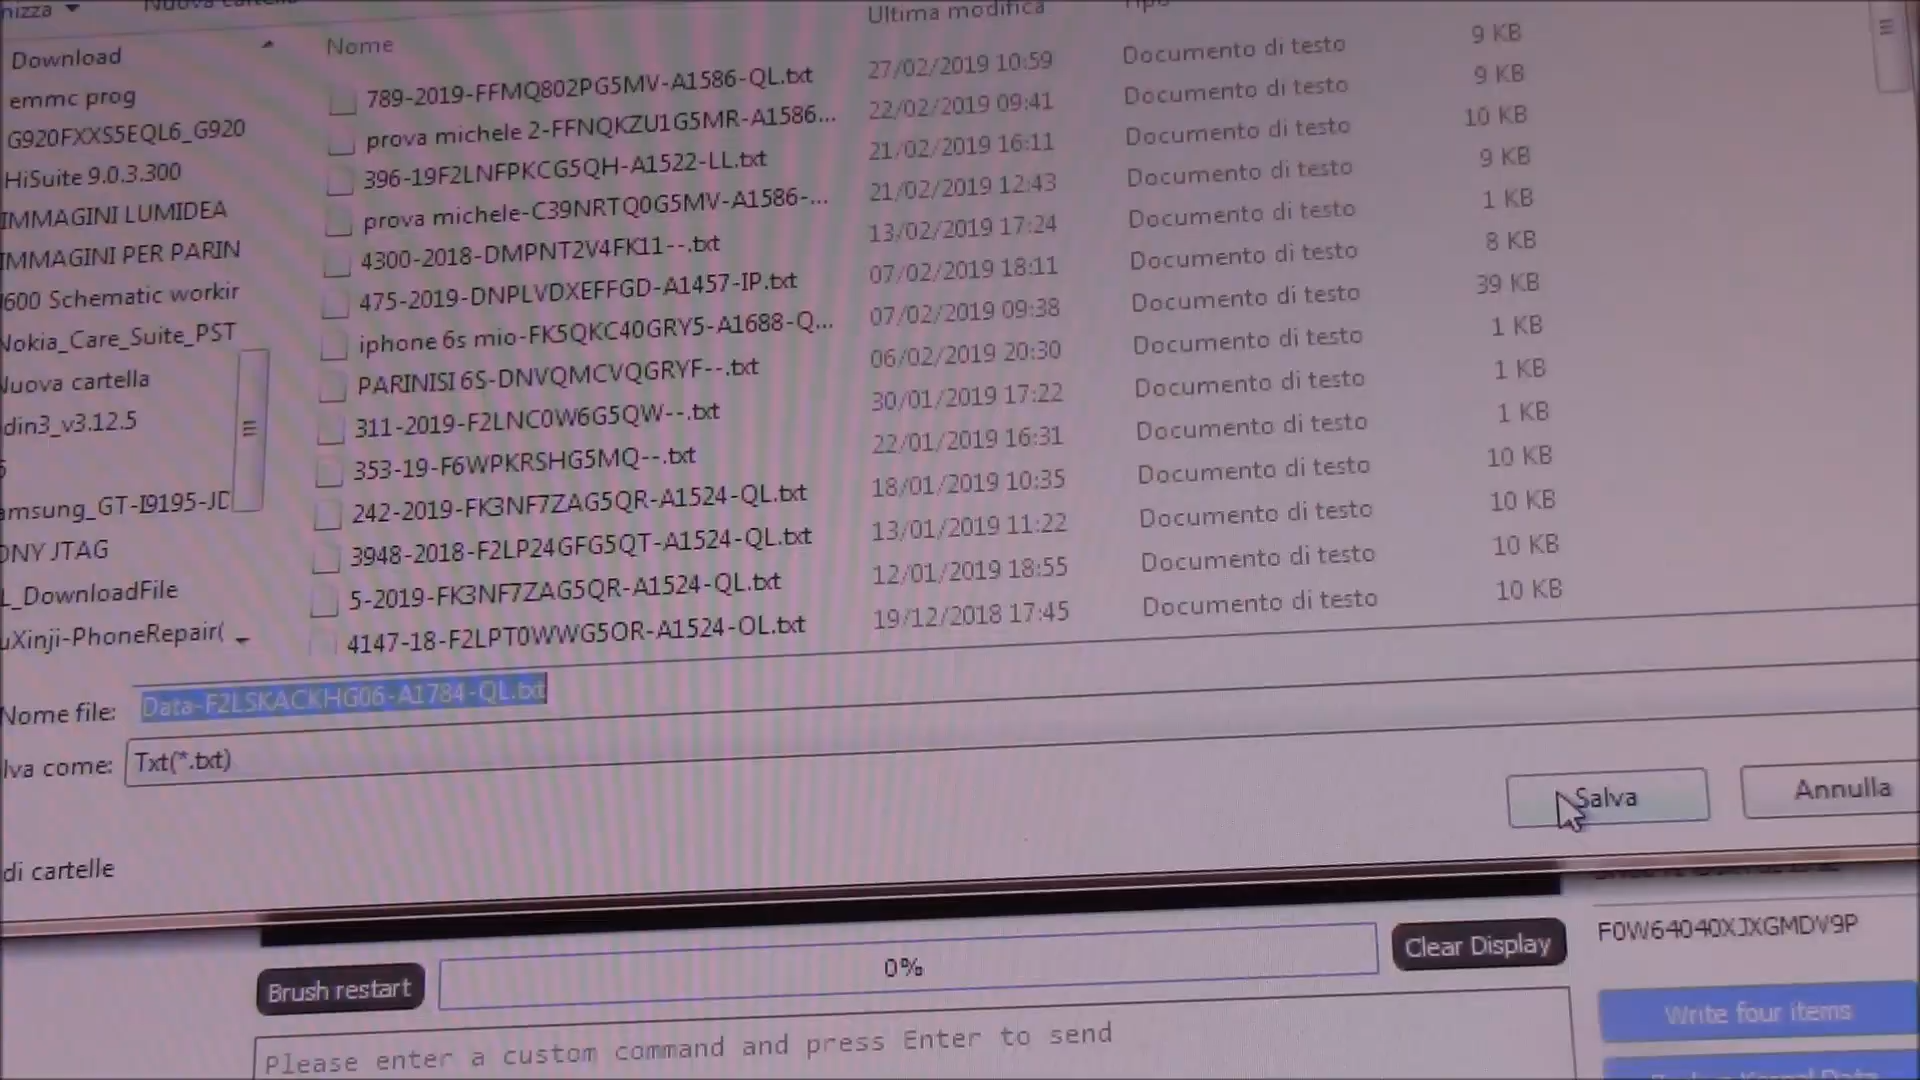 Nuova cartella
Ultima modifica
Tipo
Download
emmc prog
G920FXXS5EQL6_G920
HiSuite 9.0.3.300
IMMAGINI LUMIDEA
IMMAGINI PER PARIN
600 Schematic workir
Nokia_Care_Suite_PST
Nuova cartella
din3_v3.12.5
amsung_GT-I9195-JD
ONY JTAG
L_DownloadFile
uXinji-PhoneRepair(
Nome
789-2019-FFMQ802PG5MV-A1586-QL.txt 27/02/2019 10:59 Documento di testo 9 KB
prova michele 2-FFNQKZU1G5MR-A1586... 22/02/2019 09:41 Documento di testo 9 KB
396-19F2LNFPKCG5QH-A1522-LL.txt 21/02/2019 16:11 Documento di testo 10 KB
prova michele-C39NRTQ0G5MV-A1586-... 21/02/2019 12:43 Documento di testo 9 KB
4300-2018-DMPNT2V4FK11--.txt 13/02/2019 17:24 Documento di testo 1 KB
475-2019-DNPLVDXEFFGD-A1457-IP.txt 07/02/2019 18:11 Documento di testo 8 KB
iphone 6s mio-FK5QKC40GRY5-A1688-Q... 07/02/2019 09:38 Documento di testo 39 KB
PARINISI 6S-DNVQMCVQGRYF--.txt 06/02/2019 20:30 Documento di testo 1 KB
311-2019-F2LNC0W6G5QW--.txt 30/01/2019 17:22 Documento di testo 1 KB
353-19-F6WPKRSHG5MQ--.txt 22/01/2019 16:31 Documento di testo 1 KB
242-2019-FK3NF7ZAG5QR-A1524-QL.txt 18/01/2019 10:35 Documento di testo 10 KB
3948-2018-F2LP24GFG5QT-A1524-QL.txt 13/01/2019 11:22 Documento di testo 10 KB
5-2019-FK3NF7ZAG5QR-A1524-QL.txt 12/01/2019 18:55 Documento di testo 10 KB
4147-18-F2LPT0WWG5QR-A1524-QL.txt 19/12/2018 17:45 Documento di testo 10 KB
Nome file: Data-F2LSKACKHG06-A1784-QL.txt
lva come: Txt(*.txt)
Salva
Annulla
di cartelle
F0W64040XJXGMDV9P
Brush restart
0%
Clear Display
Write four items
Please enter a custom command and press Enter to send